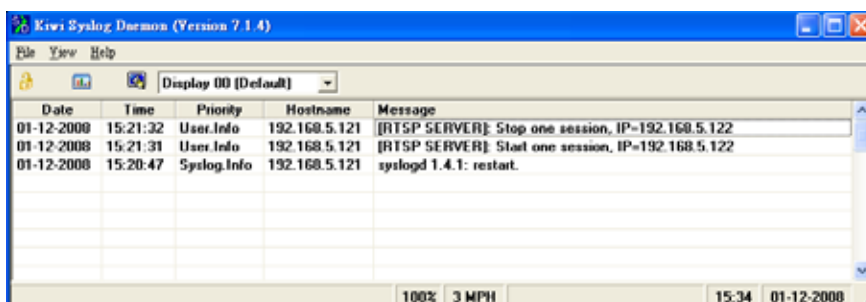 Kiwi Syslog Daemon (Version 7.1.4)
File View Help
Display 00 (Default)
Date Time Priority Hostname Message
01-12-2008 15:21:32 User.Info 192.168.5.121 [RTSP SERVER]: Stop one session, IP=192.168.5.122
01-12-2008 15:21:31 User.Info 192.168.5.121 [RTSP SERVER]: Start one session, IP=192.168.5.122
01-12-2008 15:20:47 Syslog.Info 192.168.5.121 syslogd 1.4.1: restart.
100% 3 MPH 15:34 01-12-2008